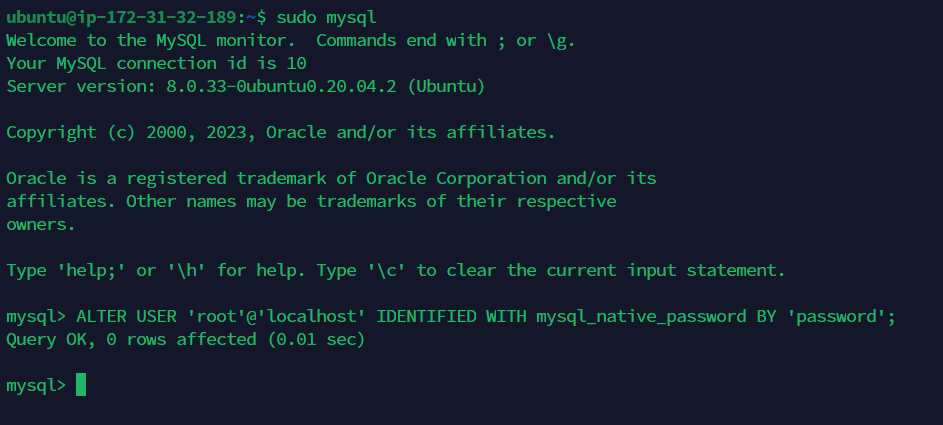 ubuntu@ip-172-31-32-189:~$ sudo mysql
Welcome to the MySQL monitor.  Commands end with ; or \g.
Your MySQL connection id is 10
Server version: 8.0.33-0ubuntu0.20.04.2 (Ubuntu)
Copyright (c) 2000, 2023, Oracle and/or its affiliates.
Oracle is a registered trademark of Oracle Corporation and/or its
affiliates. Other names may be trademarks of their respective
owners.
Type 'help;' or '\h' for help. Type '\c' to clear the current input statement.
mysql> ALTER USER 'root'@'localhost' IDENTIFIED WITH mysql_native_password BY 'password';
Query OK, 0 rows affected (0.01 sec)
mysql>